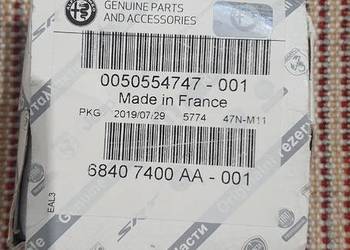 GENUINE PARTS
AND ACCESSORIES
0050554747 - 001
Made in France
PKG 2019/07/29 5774 47N-M11
6840 7400 AA - 001
EAL3